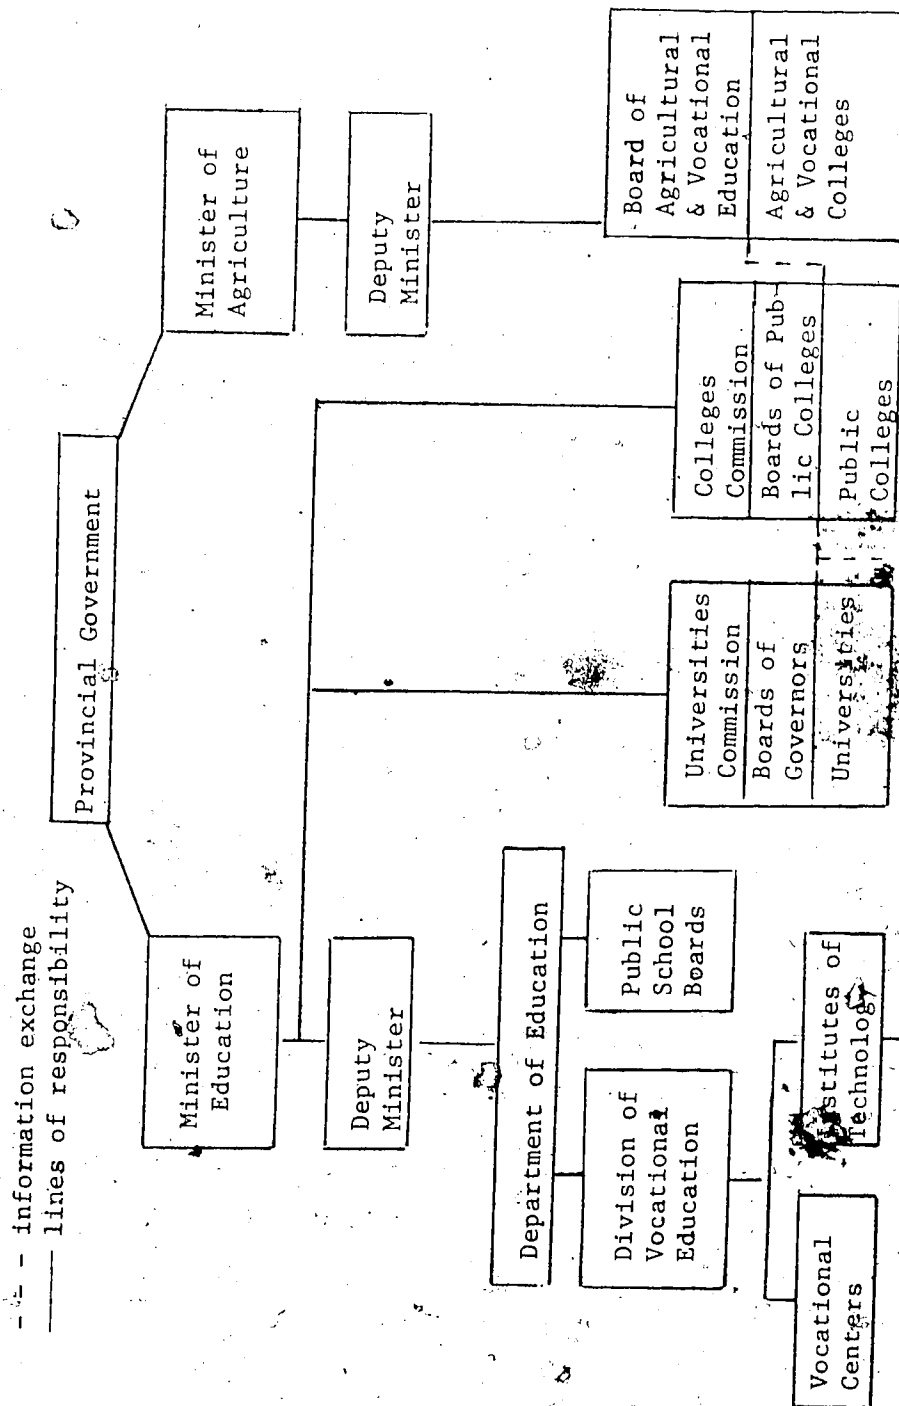 - - - information exchange
——— lines of responsibility
Provincial Government
Minister of
Education
Minister of
Agriculture
Deputy
Minister
Deputy
Minister
Department of Education
Division of
Vocational
Education
Public
School
Boards
Universities
Commission
Boards of
Governors
Universities
Colleges
Commission
Boards of Pub-
lic Colleges
Public
Colleges
Board of
Agricultural
& Vocational
Education
Agricultural
& Vocational
Colleges
Vocational
Centers
Institutes of
Technology